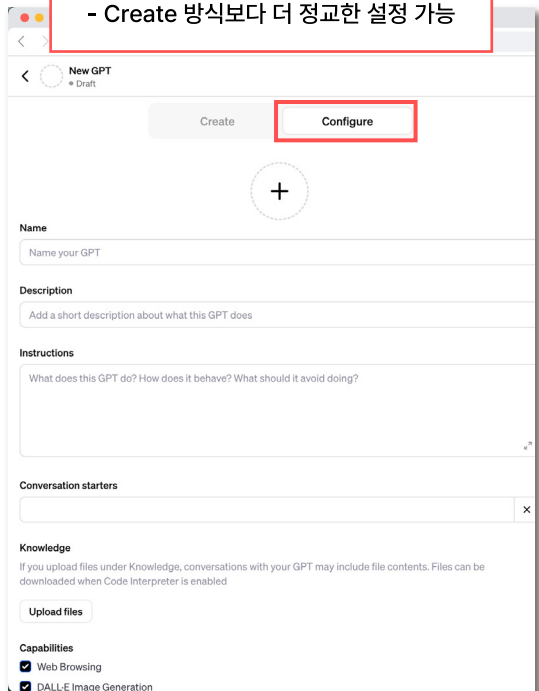 - Create 방식보다 더 정교한 설정 가능
New GPT
Draft
Create
Configure
Name
Name your GPT
Description
Add a short description about what this GPT does
Instructions
What does this GPT do? How does it behave? What should it avoid doing?
Conversation starters
Knowledge
If you upload files under Knowledge, conversations with your GPT may include file contents. Files can be
downloaded when Code Interpreter is enabled
Upload files
Capabilities
Web Browsing
DALL·E Image Generation